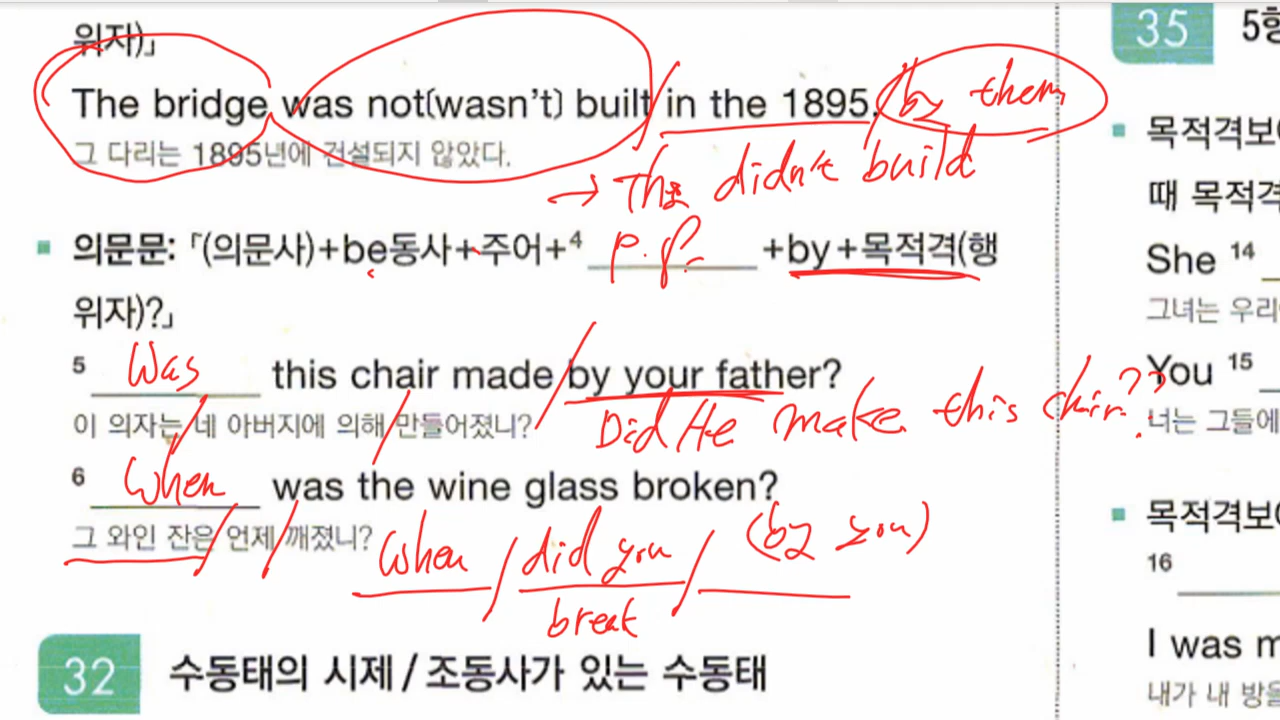 위자)」
The bridge was not(wasn't) built / in the 1895. by them
그 다리는 1895년에 건설되지 않았다.
→ didn't build
의문문: 「(의문사)+be동사+주어+⁴ p.p. +by+목적격(행
위자)?」
5 Was this chair made / by your father?
이 의자는 / 네 아버지에 의해 / 만들어졌니? / Did He make this chair?
6 When was the wine glass broken?
그 와인 잔은 / 언제 / 깨졌니? When / did you / (by you)
break
32 수동태의 시제 / 조동사가 있는 수동태
35 5형
목적격보어
때 목적격
She 14
그녀는 우리
You 15
너는 그들에
목적격보어
16
I was m
내가 내 방을